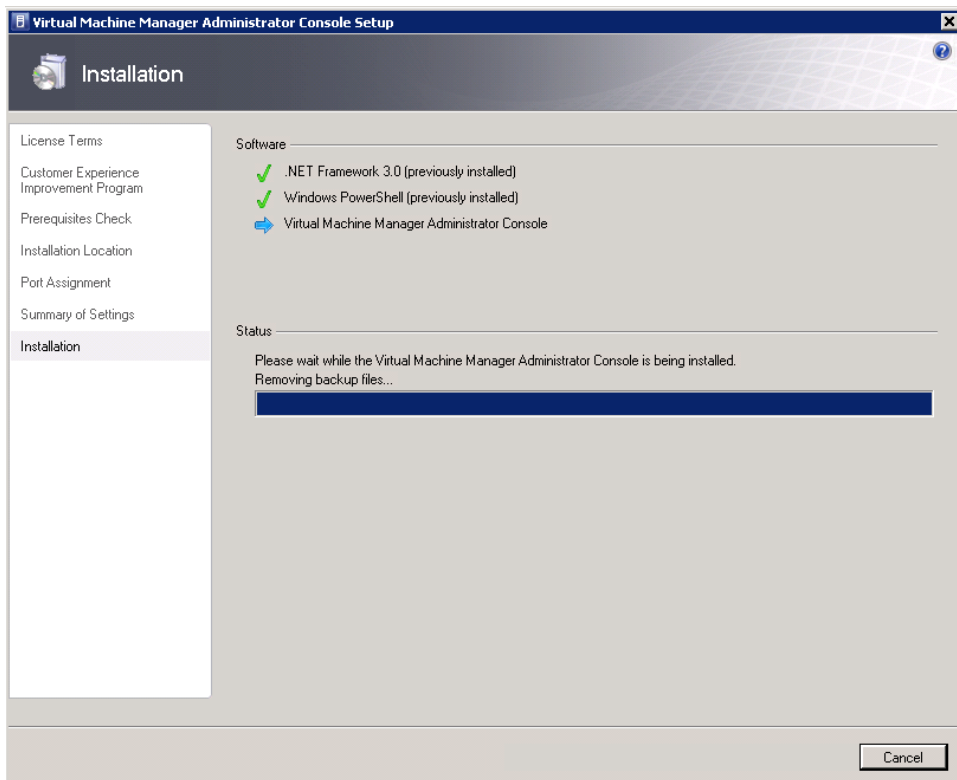 Virtual Machine Manager Administrator Console Setup
Installation
License Terms
Customer Experience
Improvement Program
Prerequisites Check
Installation Location
Port Assignment
Summary of Settings
Installation
Software
.NET Framework 3.0 (previously installed)
Windows PowerShell (previously installed)
Virtual Machine Manager Administrator Console
Status
Please wait while the Virtual Machine Manager Administrator Console is being installed.
Removing backup files...
Cancel